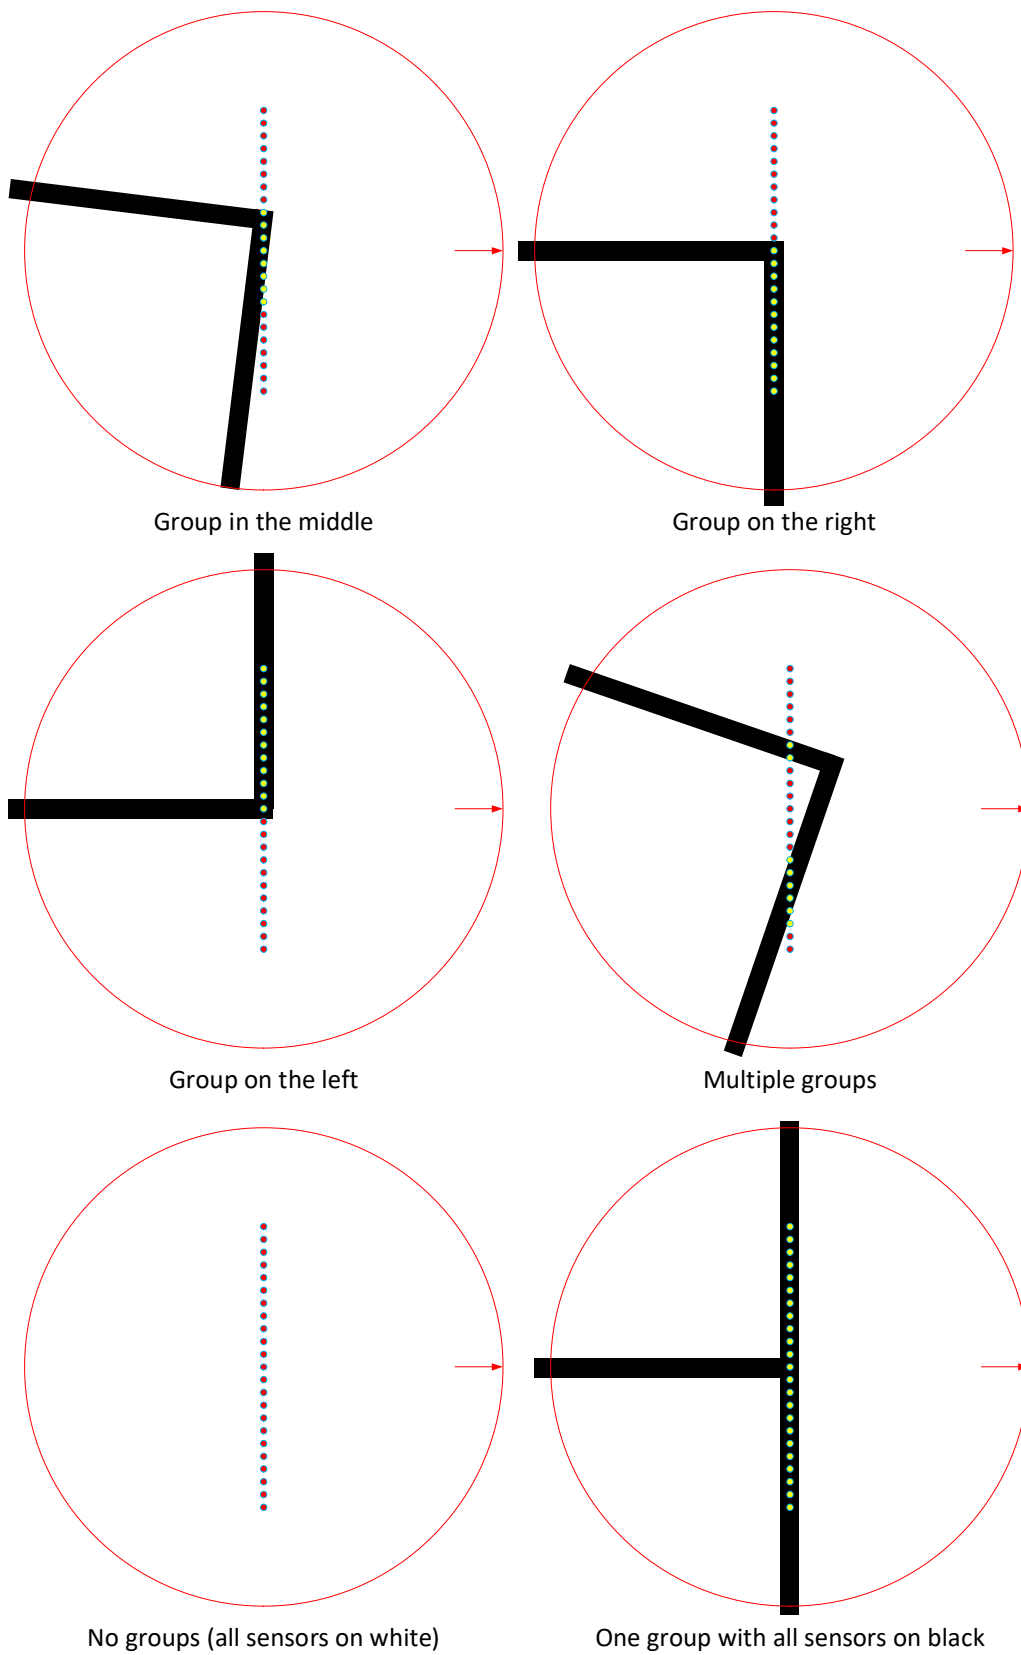 Group in the middle
Group on the right
Group on the left
Multiple groups
No groups (all sensors on white)
One group with all sensors on black